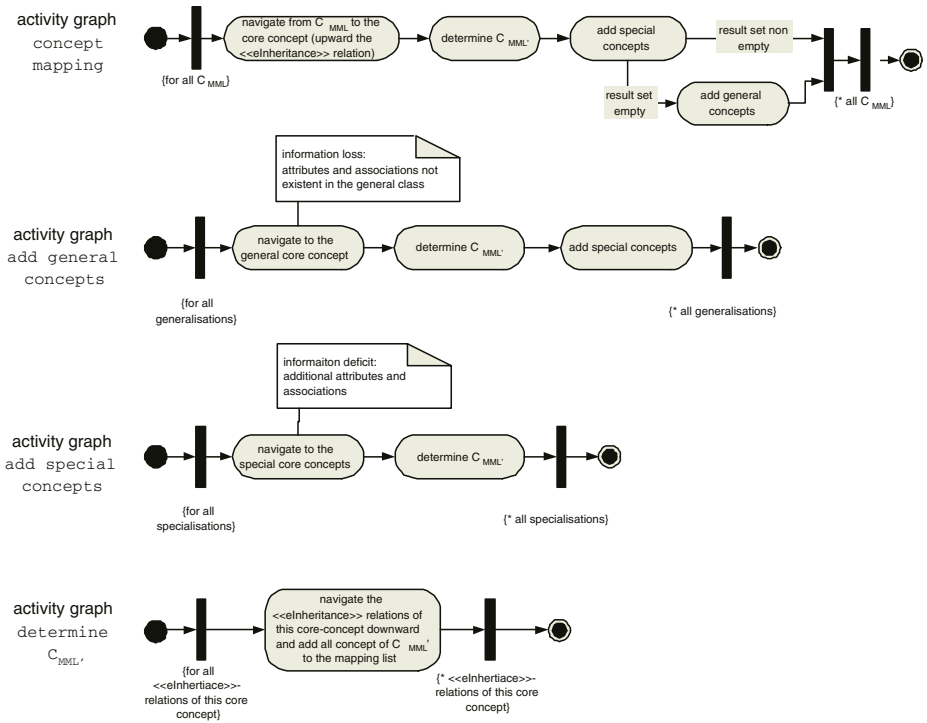 activity graph
concept
mapping
navigate from C MML to the
core concept (upward the
<<eInheritance>> relation)
determine C MML'
add special
concepts
result set non
empty
result set
empty
add general
concepts
{for all C MML}
{* all C MML}
information loss:
attributes and associations not
existent in the general class
activity graph
add general
concepts
navigate to the
general core concept
determine C MML'
add special concepts
{for all
generalisations}
{* all generalisations}
informaiton deficit:
additional attributes and
associations
activity graph
add special
concepts
navigate to the
special core concepts
determine C MML'
{for all
specialisations}
{* all specialisations}
activity graph
determine
CMML'
navigate the
<<eInheritance>> relations of
this core-concept downward
and add all concept of C MML'
to the mapping list
{for all
<<eInhertiace>>-
relations of this core
concept}
{* <<eInhertiance>>-
relations of this core
concept}